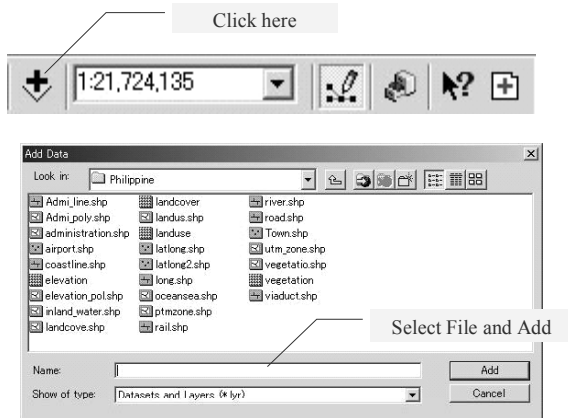 Click here
1:21,724,135
Add Data
Look in: Philippine
Admi_line.shp landcover river.shp
Admi_poly.shp landus.shp road.shp
administration.shp landuse Town.shp
airport.shp latlong.shp utm_zone.shp
coastline.shp latlong2.shp vegetatio.shp
elevation long.shp vegetation
elevation_pol.shp oceansea.shp viaduct.shp
inland_water.shp ptmzone.shp
landcove.shp rail.shp
Select File and Add
Name: Add
Show of type: Datasets and Layers (*.lyr) Cancel